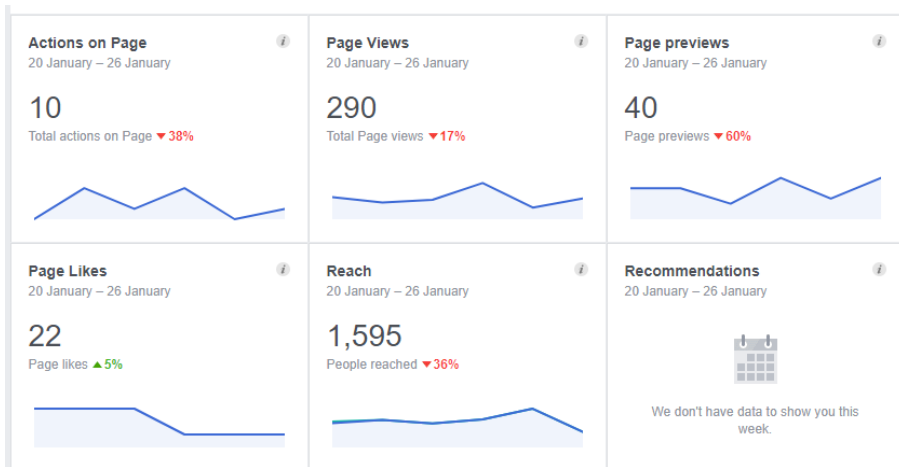 Actions on Page
20 January – 26 January
10
Total actions on Page 38%
Page Views
20 January – 26 January
290
Total Page views 17%
Page previews
20 January – 26 January
40
Page previews 60%
Page Likes
20 January – 26 January
22
Page likes 5%
Reach
20 January – 26 January
1,595
People reached 36%
Recommendations
20 January – 26 January
We don't have data to show you this
week.